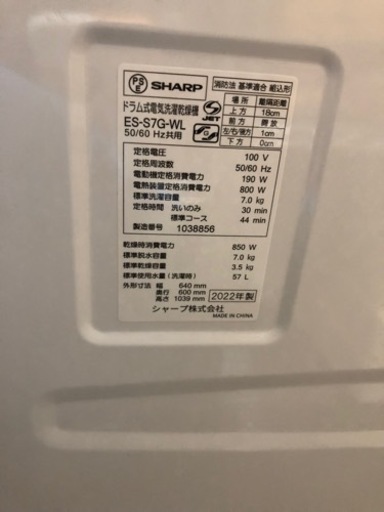 PS E SHARP
ドラム式電気洗濯乾燥機
ES-S7G-WL
50/60 Hz共用
JET
消防法 基準適合 組込形
場所 離隔距離
上方 18cm
前方 開放
左右/後方 1cm
下方 0cm
定格電圧 100 V
定格周波数 50/60 Hz
電動機定格消費電力 190 W
電熱装置定格消費電力 800 W
標準洗濯容量 7.0 kg
定格時間 洗いのみ 30 min
標準コース 44 min
製造番号 1038856
乾燥時消費電力 850 W
標準脱水容量 7.0 kg
標準乾燥容量 3.5 kg
標準使用水量（洗濯時） 57 L
外形寸法 幅 640 mm
奥行 600 mm
高さ 1039 mm
2022年製
シャープ株式会社
MADE IN CHINA